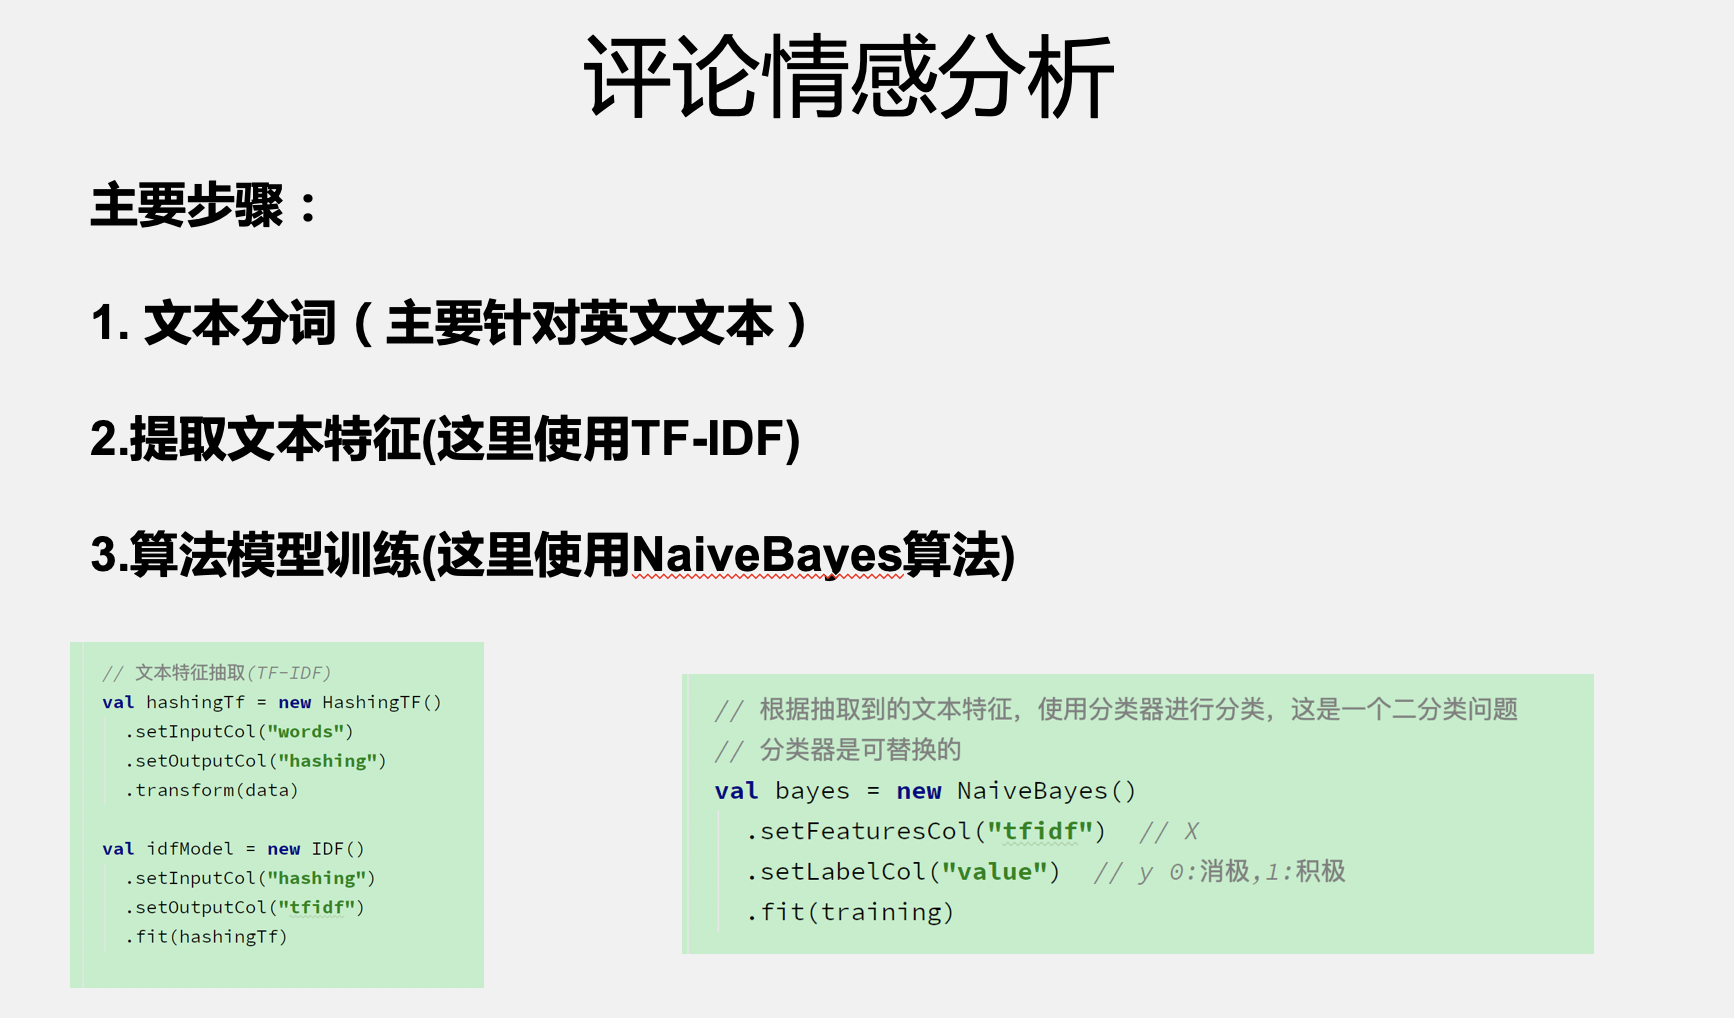 评论情感分析
主要步骤：
1. 文本分词（主要针对英文文本）
2.提取文本特征(这里使用TF-IDF)
3.算法模型训练(这里使用NaiveBayes算法)
// 文本特征抽取(TF-IDF)
val hashingTf = new HashingTF()
.setInputCol("words")
.setOutputCol("hashing")
.transform(data)
val idfModel = new IDF()
.setInputCol("hashing")
.setOutputCol("tfidf")
.fit(hashingTf)
// 根据抽取到的文本特征，使用分类器进行分类，这是一个二分类问题
// 分类器是可替换的
val bayes = new NaiveBayes()
.setFeaturesCol("tfidf") // X
.setLabelCol("value") // y 0:消极,1:积极
.fit(training)